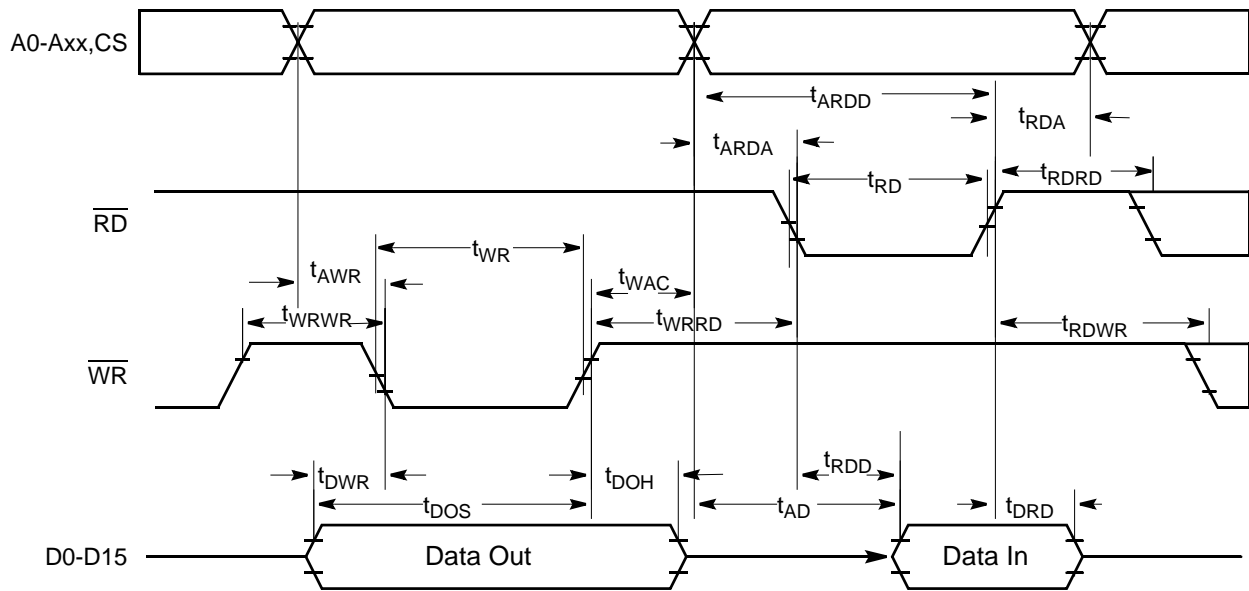 A0-Axx,CS
tARDD
tRDA
tARDA
tRD
tRDRD
RD
tWR
tAWR
tWAC
tWRWR
tWRRD
tRDWR
WR
tRDD
tDWR
tDOH
tDOS
tAD
tDRD
D0-D15
Data Out
Data In